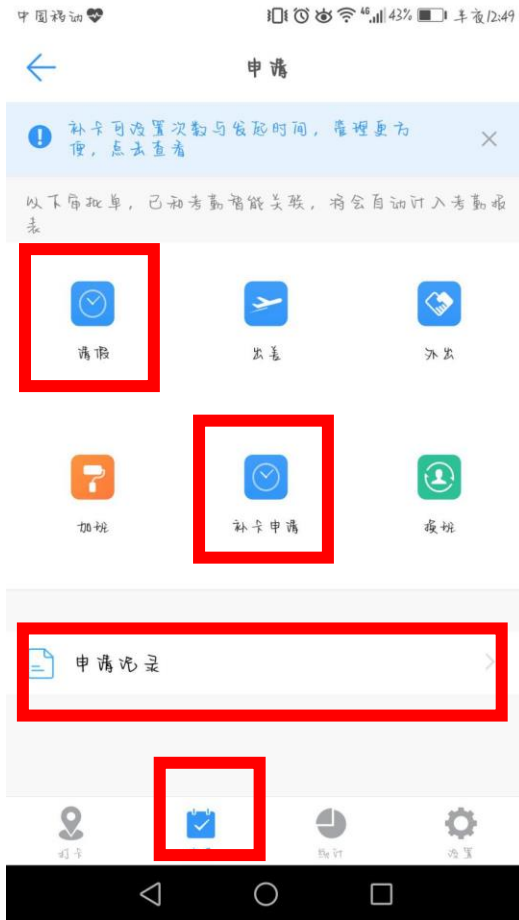 中国移动 46 43% 半夜12:49
申请
补卡可设置次数与发起时间，管理更方
便，点击查看
以下审批单，已和考勤智能关联，将会自动计入考勤报
表
请假 出差 外出
加班 补卡申请 换班
申请记录
打卡 统计 设置